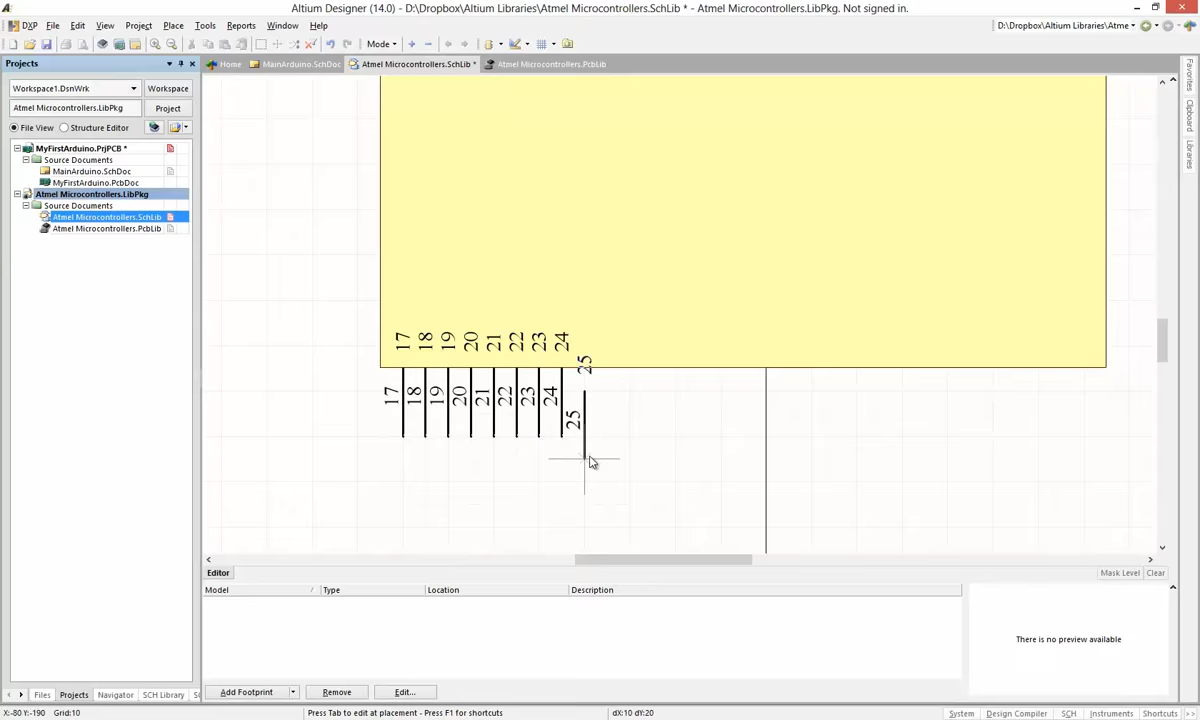 Altium Designer (14.0) - D:\Dropbox\Altium Libraries\Atmel Microcontrollers.SchLib * - Atmel Microcontrollers.LibPkg. Not signed in.
DXP File Edit View Project Place Tools Reports Window Help
D:\Dropbox\Altium Libraries\Atme
Mode
Projects
Home MainArduino.SchDoc Atmel Microcontrollers.SchLib * Atmel Microcontrollers.PcbLib
Workspace1.DsnWrk Workspace
Atmel Microcontrollers.LibPkg Project
File View Structure Editor
MyFirstArduino.PrjPCB *
Source Documents
MainArduino.SchDoc
MyFirstArduino.PcbDoc
Atmel Microcontrollers.LibPkg
Source Documents
Atmel Microcontrollers.SchLib
Atmel Microcontrollers.PcbLib
Favorites
Clipboard
Libraries
17 18 19 20 21 22 23 24 25
17 18 19 20 21 22 23 24 25
Editor
Mask Level Clear
Model / Type Location Description
There is no preview available
Add Footprint Remove Edit...
Files Projects Navigator SCH Library
X:-80 Y:-190 Grid:10 Press Tab to edit at placement - Press F1 for shortcuts dX:10 dY:20 System Design Compiler SCH Instruments Shortcuts >>